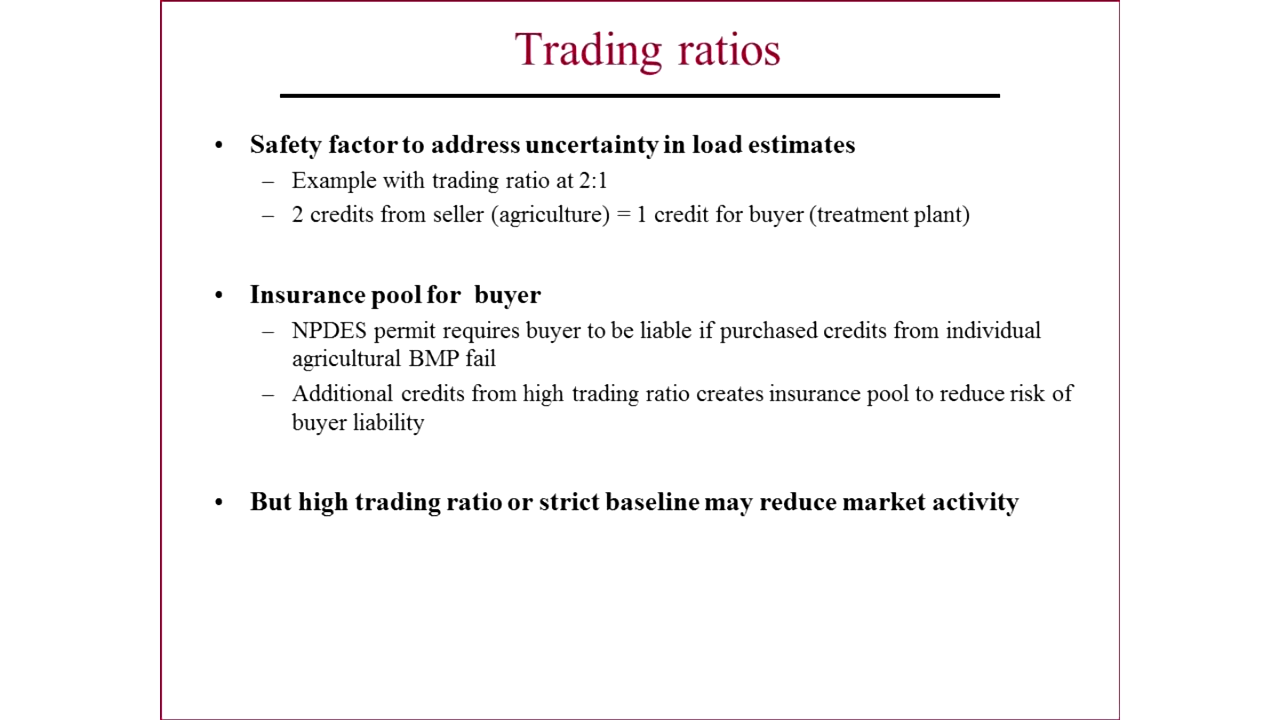 Trading ratios
• Safety factor to address uncertainty in load estimates
– Example with trading ratio at 2:1
– 2 credits from seller (agriculture) = 1 credit for buyer (treatment plant)
• Insurance pool for buyer
– NPDES permit requires buyer to be liable if purchased credits from individual
agricultural BMP fail
– Additional credits from high trading ratio creates insurance pool to reduce risk of
buyer liability
• But high trading ratio or strict baseline may reduce market activity